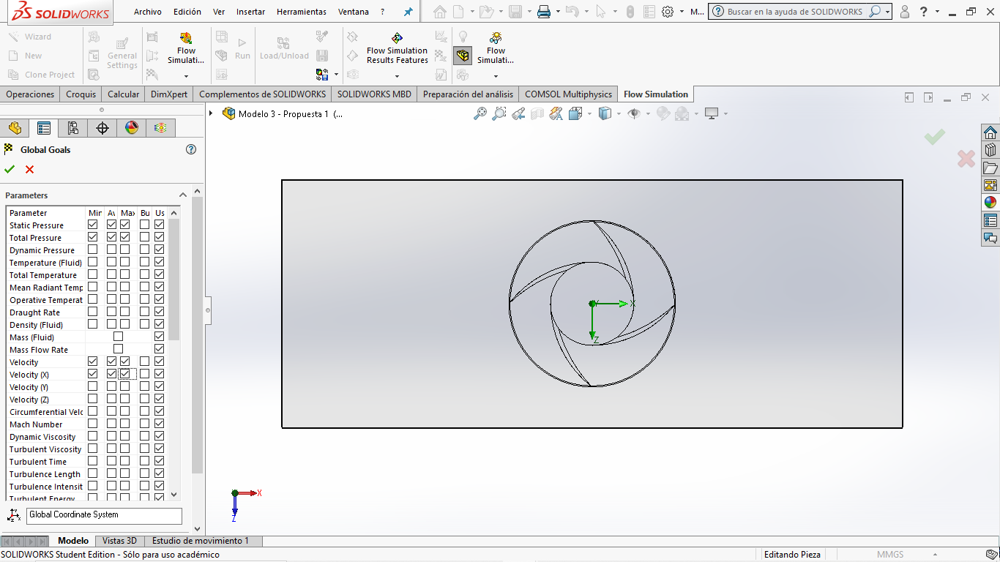 SOLIDWORKS
Archivo Edición Ver Insertar Herramientas Ventana ? M... Buscar en la ayuda de SOLIDWORKS ?
Wizard
New
Clone Project
General Settings
Flow Simulati...
Run
Load/Unload
Flow Simulation Results Features
Flow Simulati...
Operaciones Croquis Calcular DimXpert Complementos de SOLIDWORKS SOLIDWORKS MBD Preparación del análisis COMSOL Multiphysics Flow Simulation
Modelo 3 - Propuesta 1 (...
Global Goals ?
Parameters
Parameter Mir Av Max Bu Us
Static Pressure
Total Pressure
Dynamic Pressure
Temperature (Fluid)
Total Temperature
Mean Radiant Temp
Operative Temperat
Draught Rate
Density (Fluid)
Mass (Fluid)
Mass Flow Rate
Velocity
Velocity (X)
Velocity (Y)
Velocity (Z)
Circumferential Velc
Mach Number
Dynamic Viscosity
Turbulent Viscosity
Turbulent Time
Turbulence Length
Turbulence Intensit
Turbulent Energy
Global Coordinate System
Y X
Z
X
Z
Modelo Vistas 3D Estudio de movimiento 1
SOLIDWORKS Student Edition - Sólo para uso académico Editando Pieza MMGS